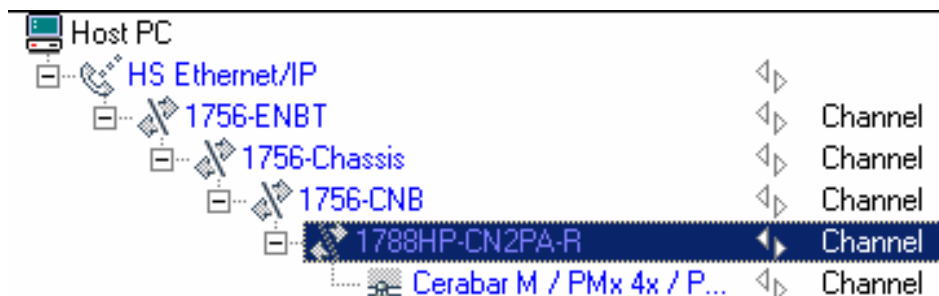 Host PC
HS Ethernet/IP
1756-ENBT Channel
1756-Chassis Channel
1756-CNB Channel
1788HP-CN2PA-R Channel
Cerabar M / PMx 4x / P... Channel